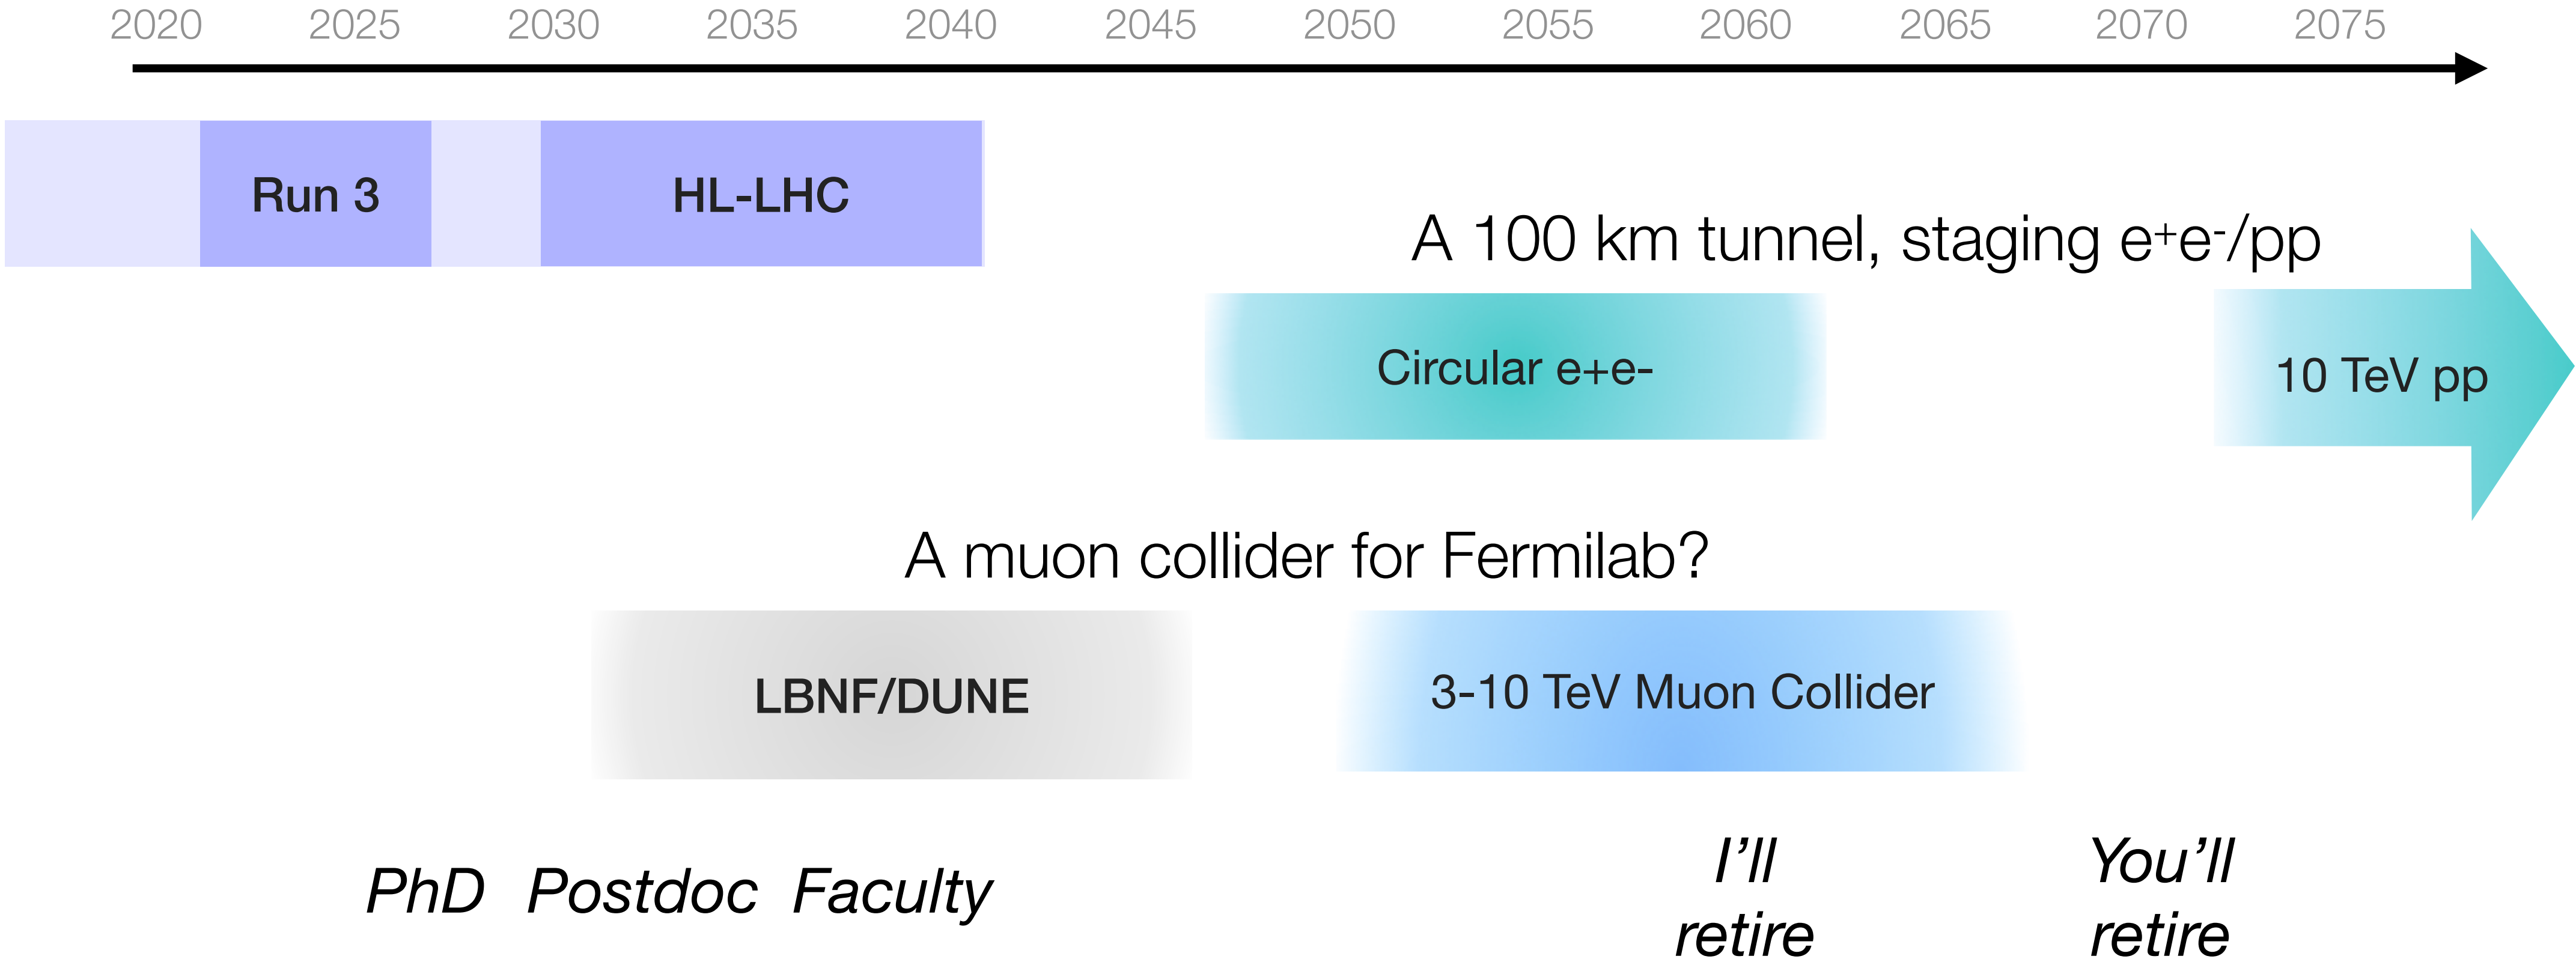 2020 2025 2030 2035 2040 2045 2050 2055 2060 2065 2070 2075
Run 3
HL-LHC
A 100 km tunnel, staging e⁺e⁻/pp
Circular e+e-
10 TeV pp
A muon collider for Fermilab?
LBNF/DUNE
3-10 TeV Muon Collider
PhD Postdoc Faculty
I’ll
retire
You’ll
retire